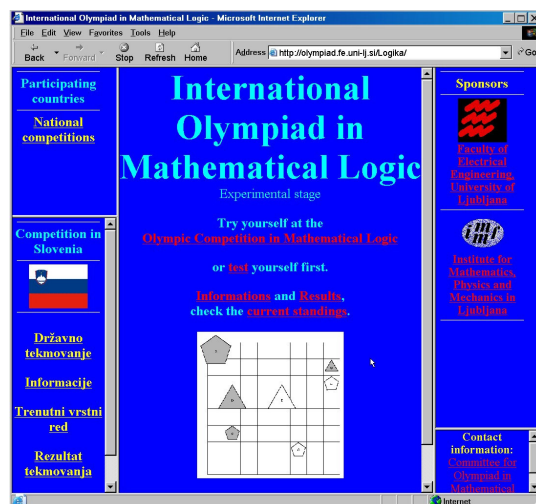 International Olympiad in Mathematical Logic - Microsoft Internet Explorer
File Edit View Favorites Tools Help
Back Forward Stop Refresh Home Address http://olympiad.fe.uni-lj.si/Logika/ Go
Participating
countries
National
competitions
Competition in
Slovenia
Državno
tekmovanje
Informacije
Trenutni vrstni
red
Rezultat
tekmovanja
International
Olympiad in
Mathematical Logic
Experimental stage
Try yourself at the
Olympic Competition in Mathematical Logic
or test yourself first.
Informations and Results,
check the current standings.
Sponsors
Faculty of
Electrical
Engineering,
University of
Ljubljana
imfm
Institute for
Mathematics,
Physics and
Mechanics in
Ljubljana
Contact
information:
Committee for
Olympiad in
Mathematical
Internet